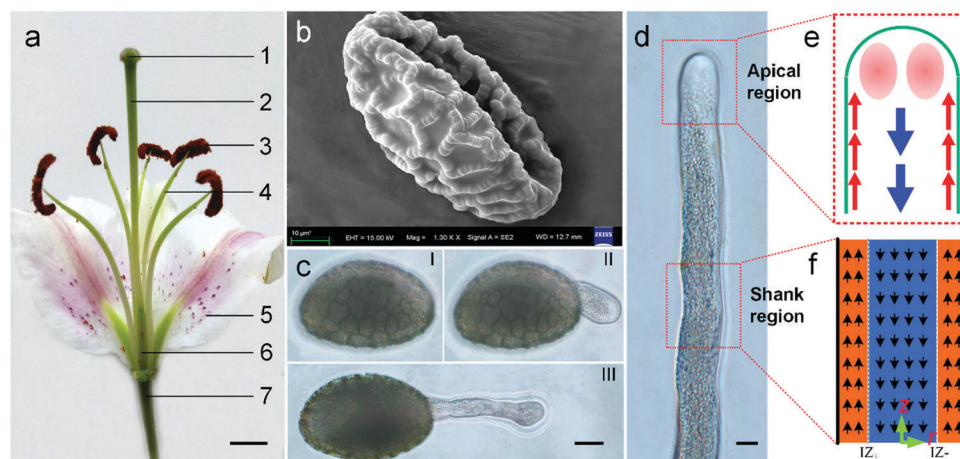 a
1
2
3
4
5
6
7
b
10 µm
EHT = 15.00 kV Mag = 1.30 K X Signal A = SE2 WD = 12.7 mm
ZEISS
c
I
II
III
d
Apical
region
Shank
region
e
f
Z
r
IZ+ IZ-